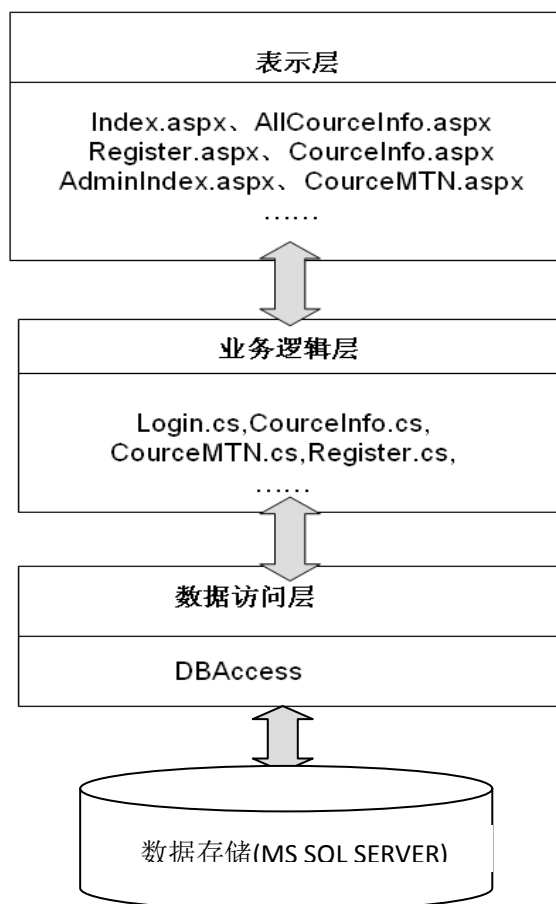 表示层
Index.aspx、AllCourceInfo.aspx
Register.aspx、CourceInfo.aspx
AdminIndex.aspx、CourceMTN.aspx
……
业务逻辑层
Login.cs,CourceInfo.cs,
CourceMTN.cs,Register.cs,
……
数据访问层
DBAccess
数据存储(MS SQL SERVER)